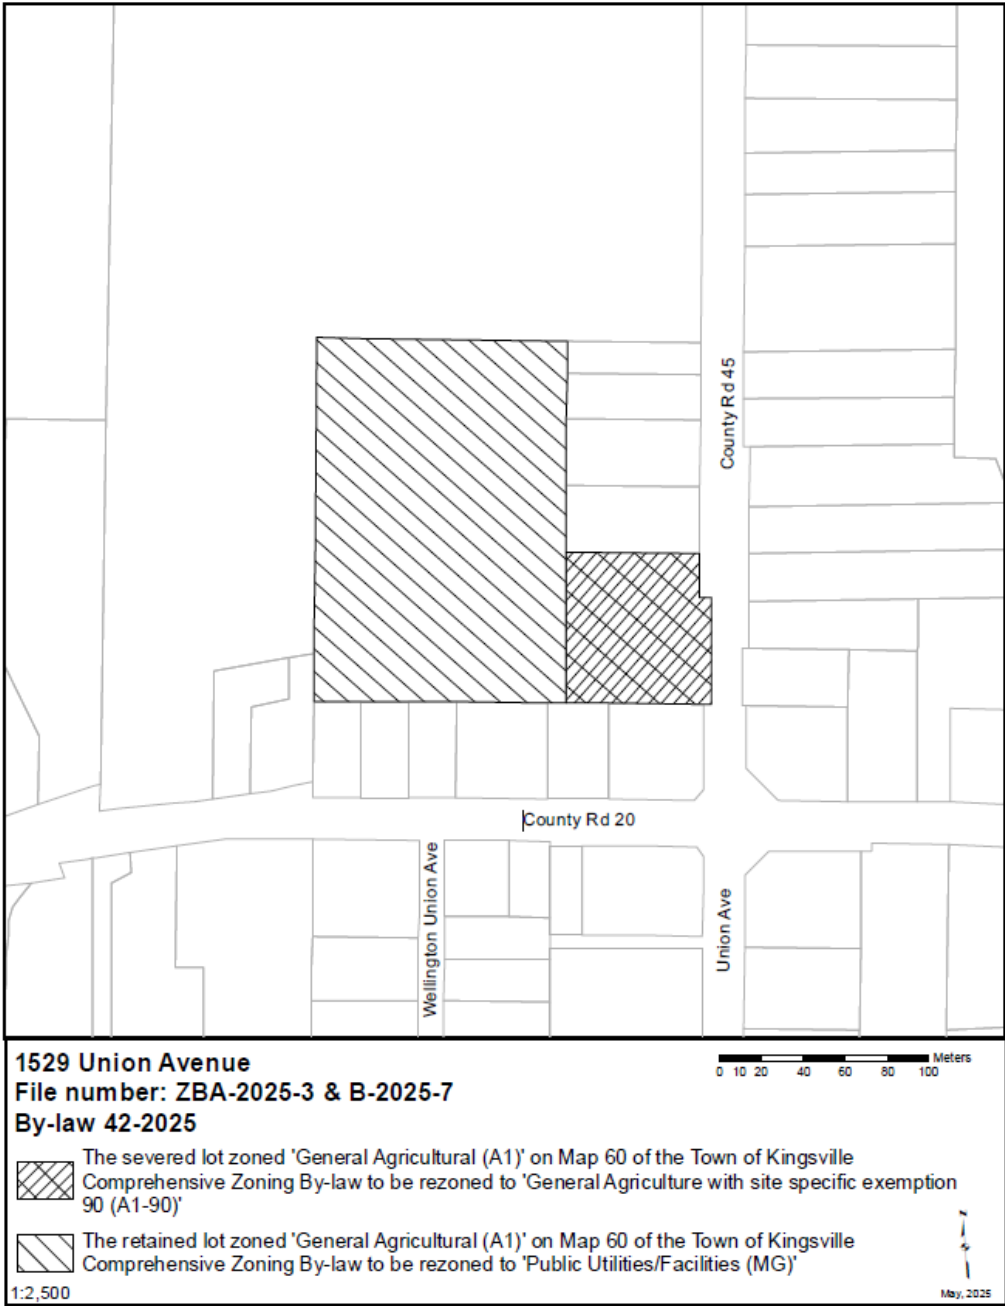 County Rd 45
County Rd 20
Wellington Union Ave
Union Ave
1529 Union Avenue
File number: ZBA-2025-3 & B-2025-7
By-law 42-2025
Meters
0 10 20 40 60 80 100
The severed lot zoned 'General Agricultural (A1)' on Map 60 of the Town of Kingsville
Comprehensive Zoning By-law to be rezoned to 'General Agriculture with site specific exemption
90 (A1-90)'
The retained lot zoned 'General Agricultural (A1)' on Map 60 of the Town of Kingsville
Comprehensive Zoning By-law to be rezoned to 'Public Utilities/Facilities (MG)'
N
1:2,500
May, 2025